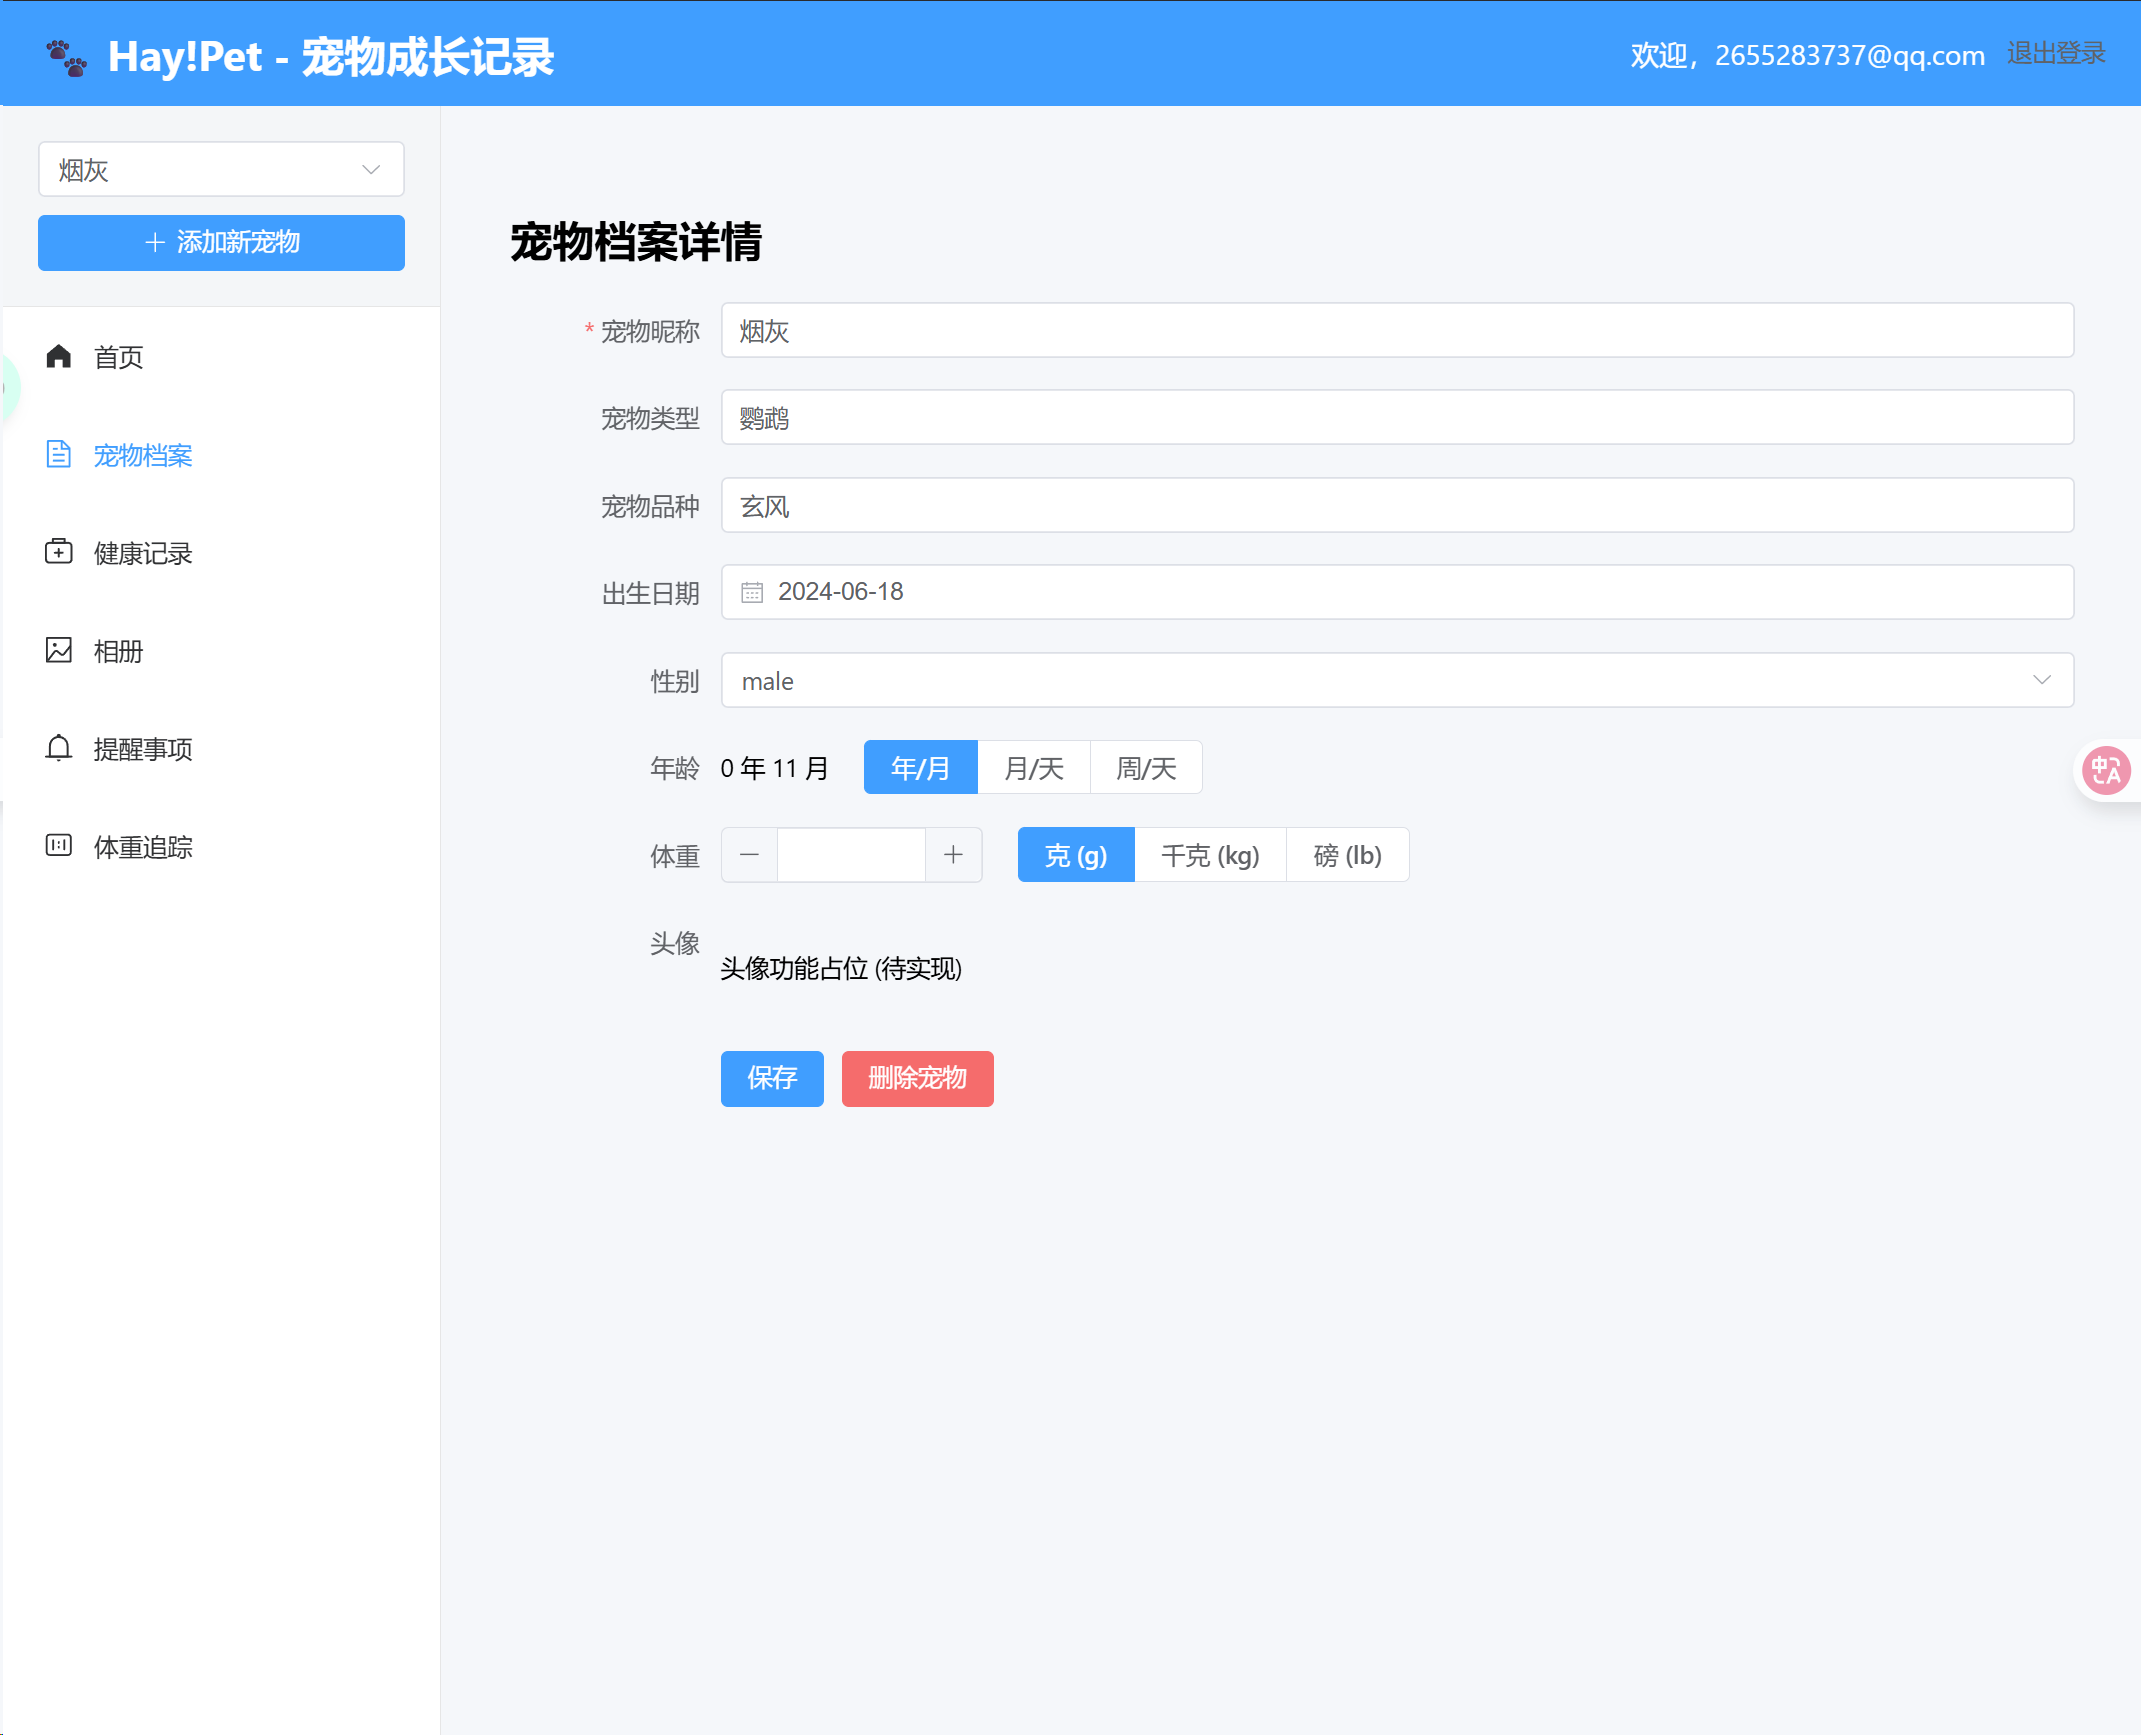 Hay!Pet - 宠物成长记录
欢迎，2655283737@qq.com 退出登录
烟灰
添加新宠物
首页
宠物档案
健康记录
相册
提醒事项
体重追踪
宠物档案详情
* 宠物昵称 烟灰
宠物类型 鹦鹉
宠物品种 玄风
出生日期 2024-06-18
性别 male
年龄 0 年 11 月 年/月 月/天 周/天
体重 克 (g) 千克 (kg) 磅 (lb)
头像
头像功能占位 (待实现)
保存 删除宠物
中A